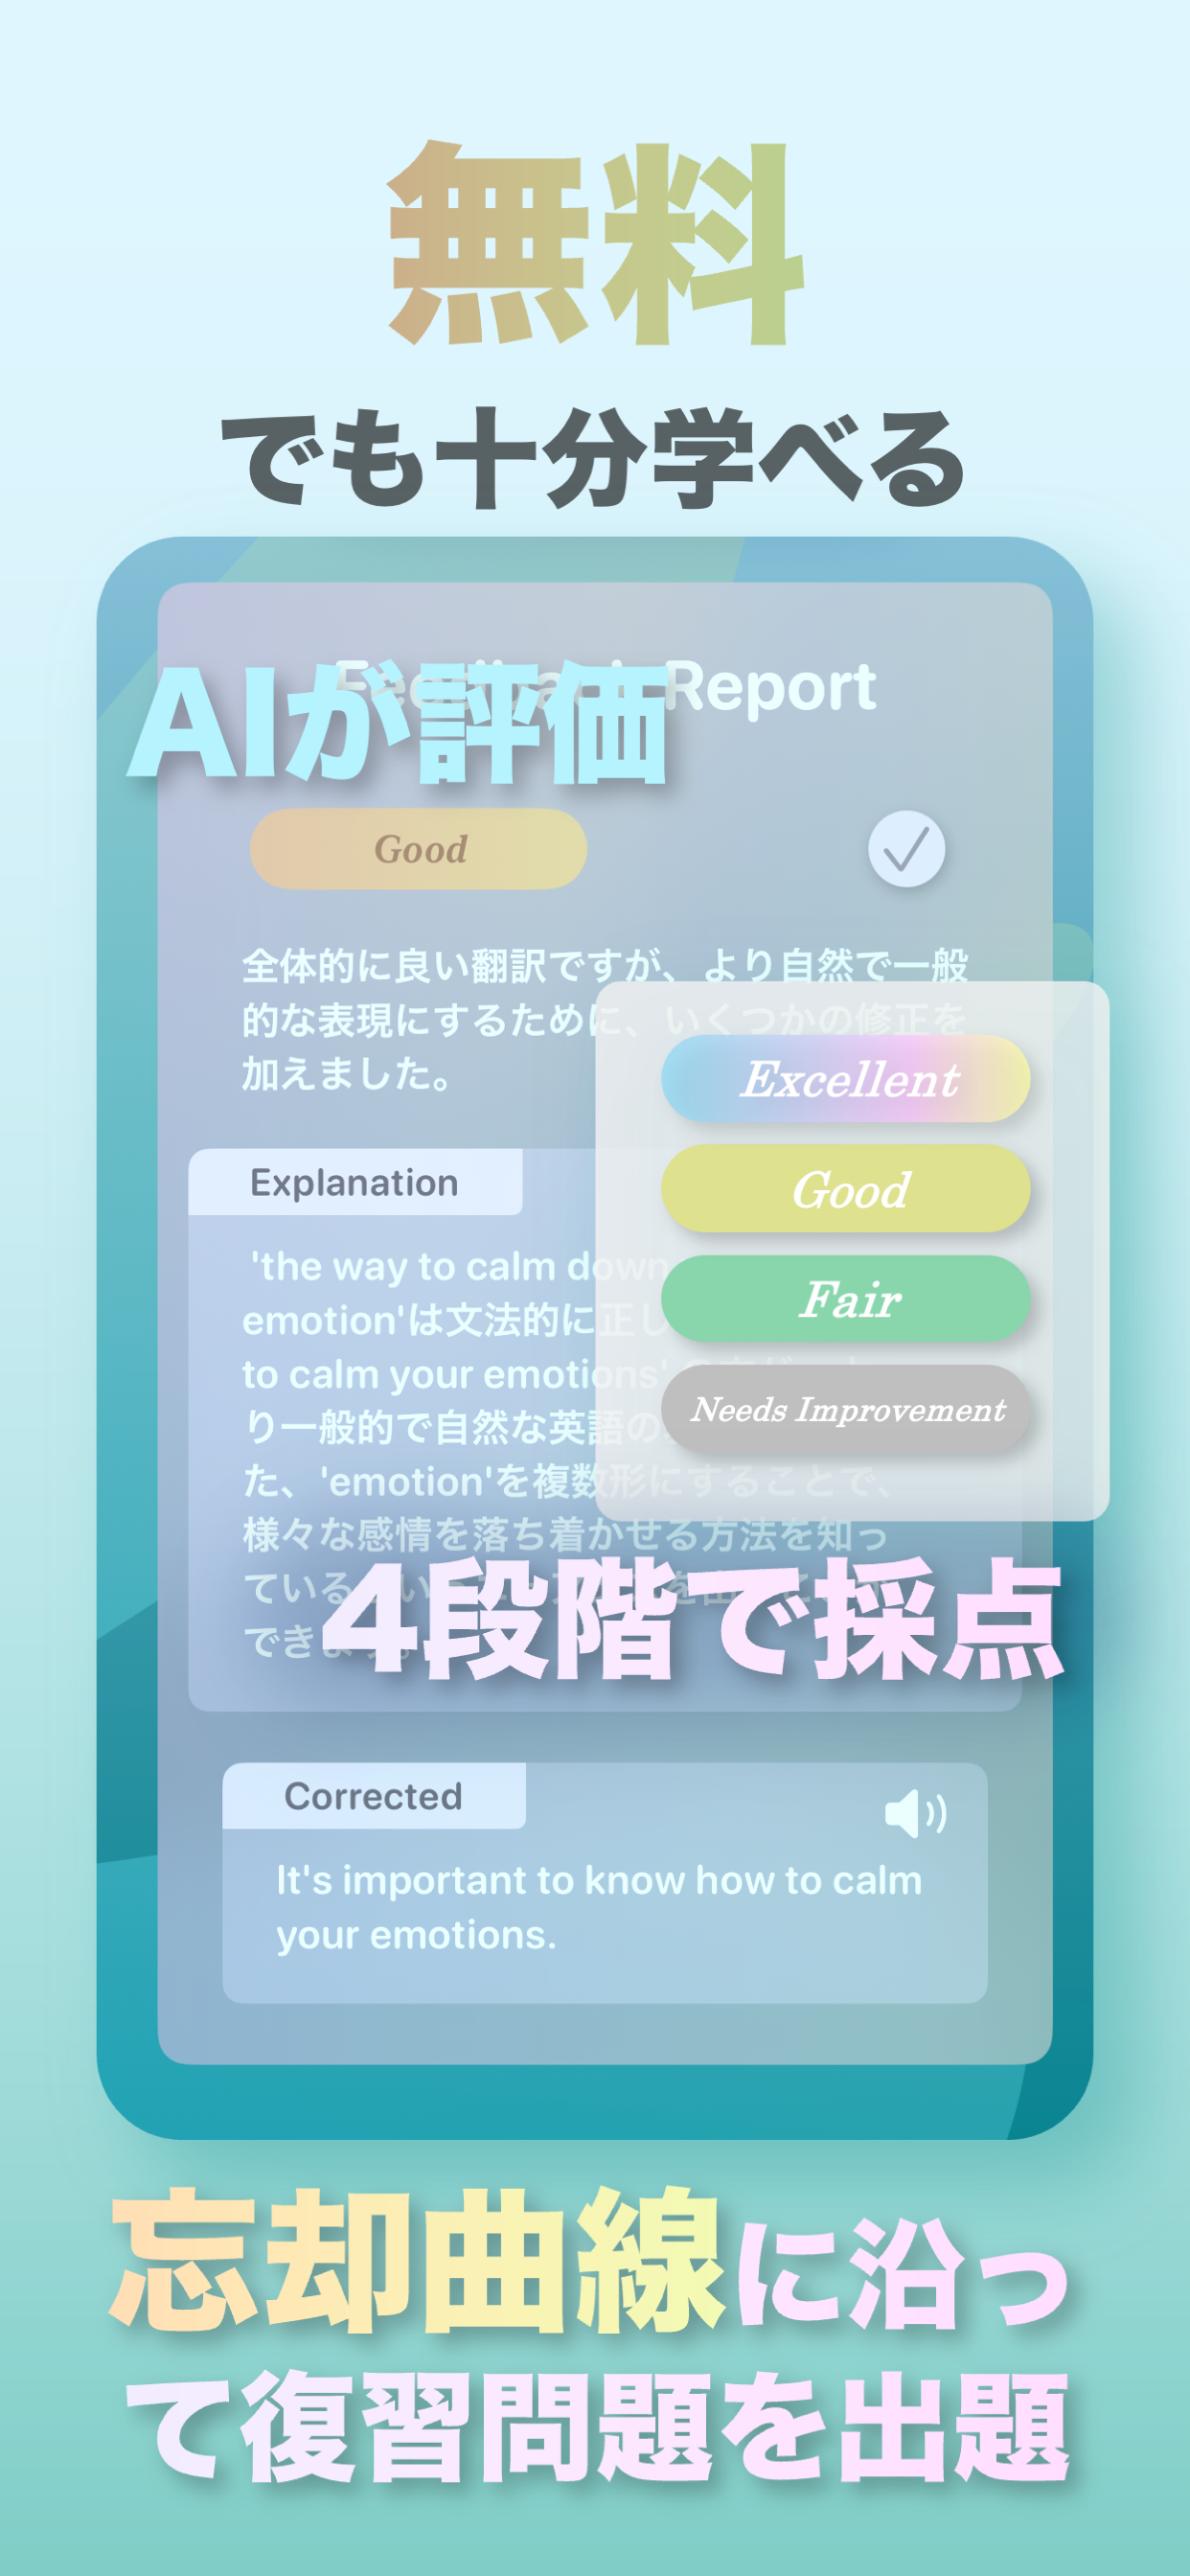 無料
でも十分学べる
AIが評価
Report
Good
全体的に良い翻訳ですが、より自然で一般
的な表現にするために、いくつかの修正を
加えました。
Excellent
Good
Fair
Needs Improvement
Explanation
'the way to calm down
emotion'は文法的に正し
to calm your emotions'
り一般的で自然な英語の
た、'emotion'を複数形にすることで、
様々な感情を落ち着かせる方法を知っ
ている
でき
4段階で採点
Corrected
It's important to know how to calm
your emotions.
忘却曲線に沿っ
て復習問題を出題